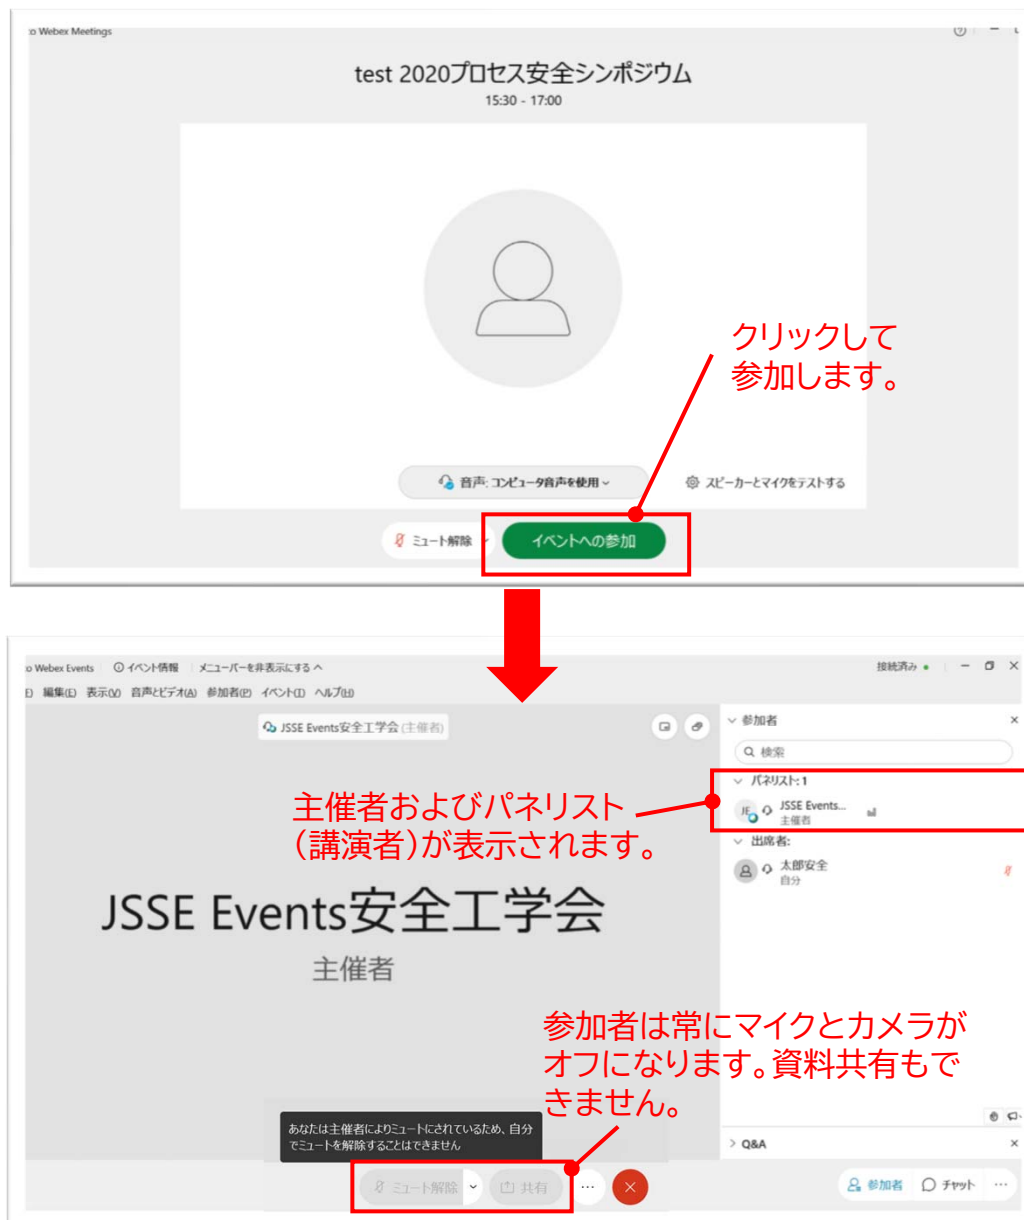 o Webex Meetings
test 2020プロセス安全シンポジウム
15:30 - 17:00
クリックして
参加します。
音声: コンピュータ音声を使用
スピーカーとマイクをテストする
ミュート解除
イベントへの参加
o Webex Events
イベント情報
メニューバーを非表示にする
接続済み
編集(E) 表示(V) 音声とビデオ(A) 参加者(P) イベント(I) ヘルプ(H)
JSSE Events安全工学会 (主催者)
参加者
検索
パネリスト: 1
JE
JSSE Events...
主催者
主催者およびパネリスト
（講演者）が表示されます。
出席者:
太郎安全
自分
JSSE Events安全工学会
主催者
参加者は常にマイクとカメラが
オフになります。資料共有もで
きません。
あなたは主催者によりミュートにされているため、自分
でミュートを解除することはできません
Q&A
ミュート解除
共有
参加者
チャット